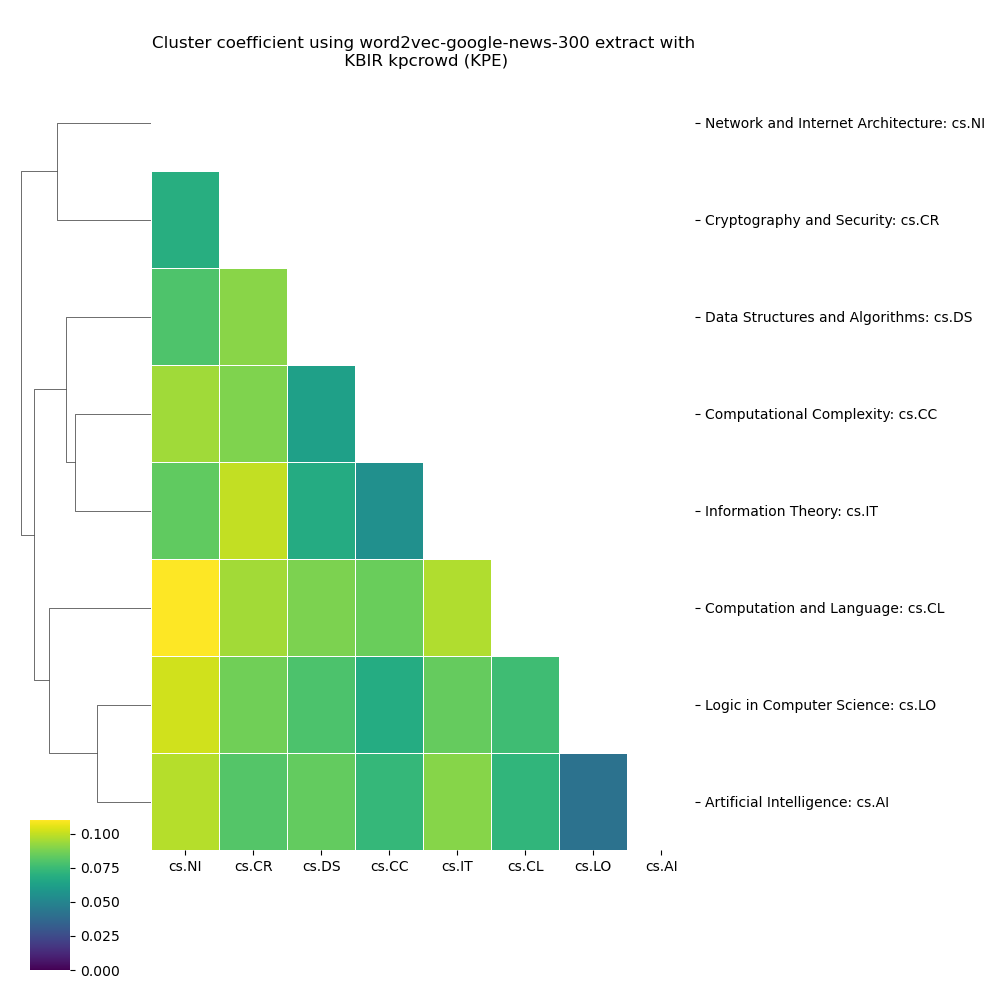 Cluster coefficient using word2vec-google-news-300 extract with
KBIR kpcrowd (KPE)
Network and Internet Architecture: cs.NI
Cryptography and Security: cs.CR
Data Structures and Algorithms: cs.DS
Computational Complexity: cs.CC
Information Theory: cs.IT
Computation and Language: cs.CL
Logic in Computer Science: cs.LO
Artificial Intelligence: cs.AI
0.100
0.075
0.050
0.025
0.000
cs.NI cs.CR cs.DS cs.CC cs.IT cs.CL cs.LO cs.AI